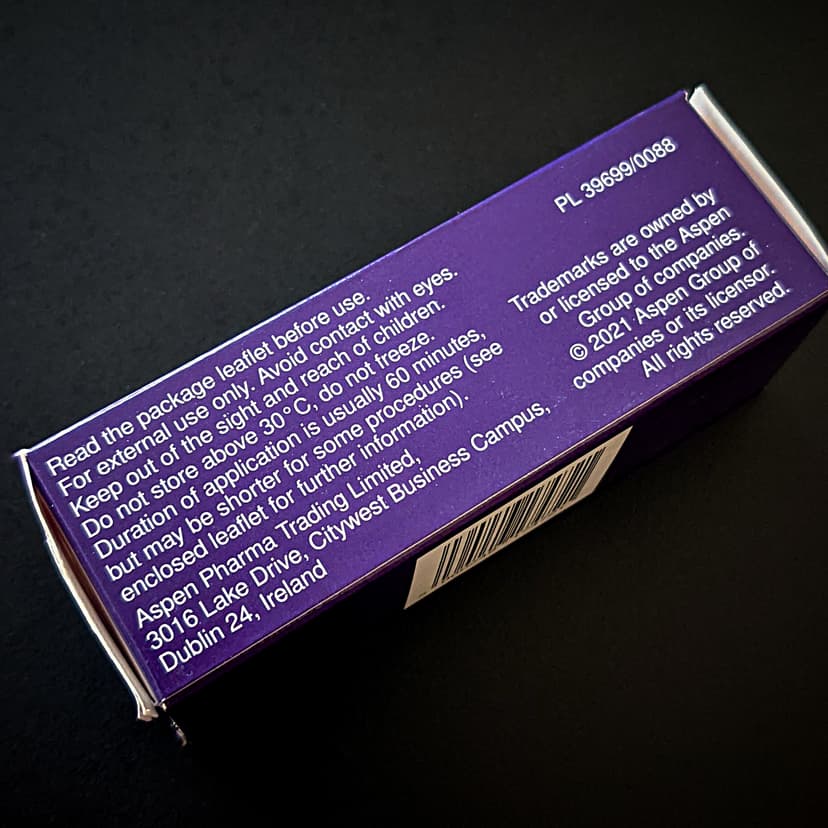 Read the package leaflet before use.
For external use only. Avoid contact with eyes.
Keep out of the sight and reach of children.
Do not store above 30°C, do not freeze.
Duration of application is usually 60 minutes,
but may be shorter for some procedures (see
enclosed leaflet for further information).
Aspen Pharma Trading Limited,
3016 Lake Drive, Citywest Business Campus,
Dublin 24, Ireland
PL 39699/0088
Trademarks are owned by
or licensed to the Aspen
Group of companies.
© 2021 Aspen Group of
companies or its licensor.
All rights reserved.